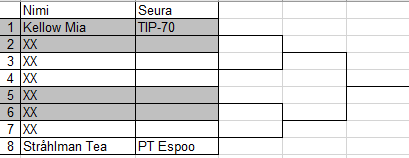 Nimi Seura
1 Kellow Mia TIP-70
2 XX
3 XX
4 XX
5 XX
6 XX
7 XX
8 Stråhlman Tea PT Espoo